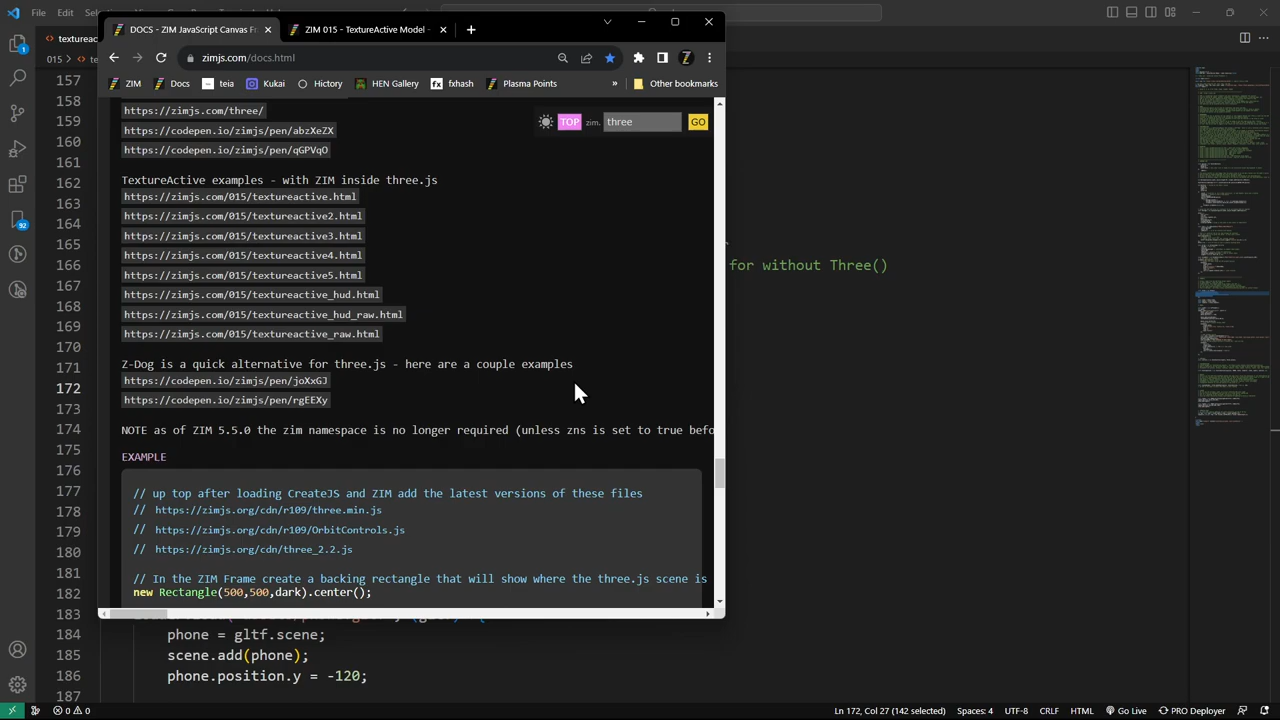 File Edit Se
DOCS - ZIM JavaScript Canvas Fr
ZIM 015 - TextureActive Model -
textureac
zimjs.com/docs.html
015 > te
ZIM
Docs
teia
Kukai
Hictory
HEN Gallery
fxhash
Plasma Points
»
Other bookmarks
TOP zim. three GO
https://zimjs.com/three/
https://codepen.io/zimjs/pen/abzXeZX
https://codepen.io/zimjs/pen/qGPVqO
TextureActive examples - with ZIM inside three.js
https://zimjs.com/015/textureactive.html
https://zimjs.com/015/textureactive2.html
https://zimjs.com/015/textureactive3.html
https://zimjs.com/015/textureactive4.html
https://zimjs.com/015/textureactive5.html
https://zimjs.com/015/textureactive_hud.html
https://zimjs.com/015/textureactive_hud_raw.html
https://zimjs.com/015/textureactive_raw.html
Z-Dog is a quick alternative for three.js - here are a couple examples
https://codepen.io/zimjs/pen/joXxGJ
https://codepen.io/zimjs/pen/rgEEXy
NOTE as of ZIM 5.5.0 the zim namespace is no longer required (unless zns is set to true befo
EXAMPLE
// up top after loading CreateJS and ZIM add the latest versions of these files
// https://zimjs.org/cdn/r109/three.min.js
// https://zimjs.org/cdn/r109/OrbitControls.js
// https://zimjs.org/cdn/three_2.2.js
// In the ZIM Frame create a backing rectangle that will show where the three.js scene is
new Rectangle(500,500,dark).center();
157
158
159
160
161
162
163
164
165
166
for without Three()
167
168
169
170
171
172
173
174
175
176
177
178
179
180
181
182
183
184 phone = gltf.scene;
185 scene.add(phone);
186 phone.position.y = -120;
187
1
92
0 0
Ln 172, Col 27 (142 selected)
Spaces: 4
UTF-8
CRLF
HTML
Go Live
PRO Deployer